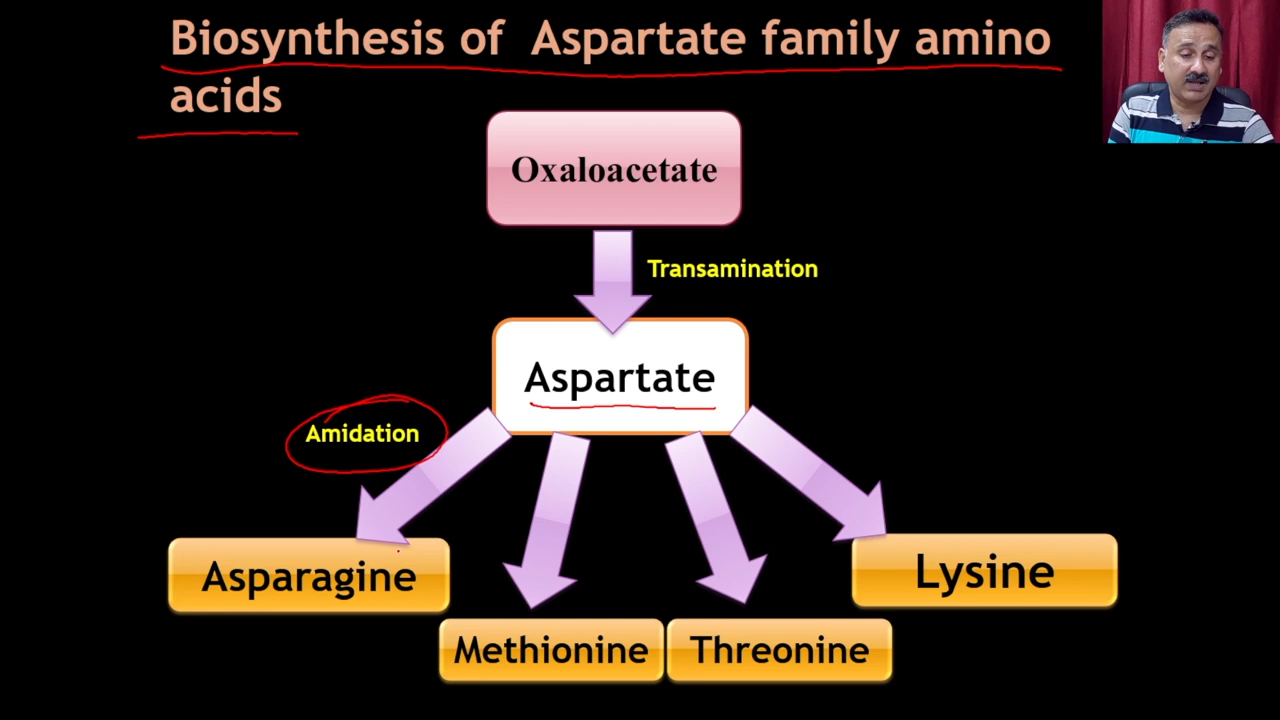 Biosynthesis of Aspartate family amino
acids
Oxaloacetate
Transamination
Aspartate
Amidation
Asparagine
Lysine
Methionine
Threonine